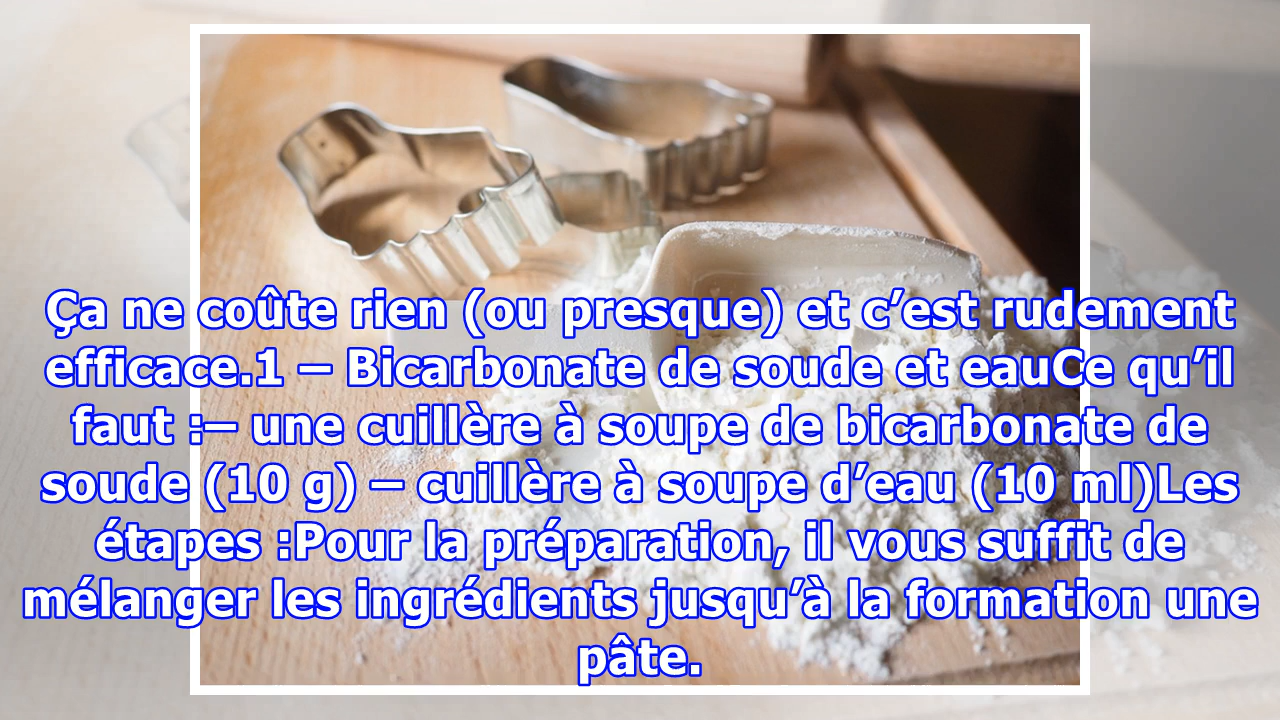 Ça ne coûte rien (ou presque) et c’est rudement
efficace.1 – Bicarbonate de soude et eauCe qu’il
faut :– une cuillère à soupe de bicarbonate de
soude (10 g) – cuillère à soupe d’eau (10 ml)Les
étapes :Pour la préparation, il vous suffit de
mélanger les ingrédients jusqu’à la formation une
pâte.